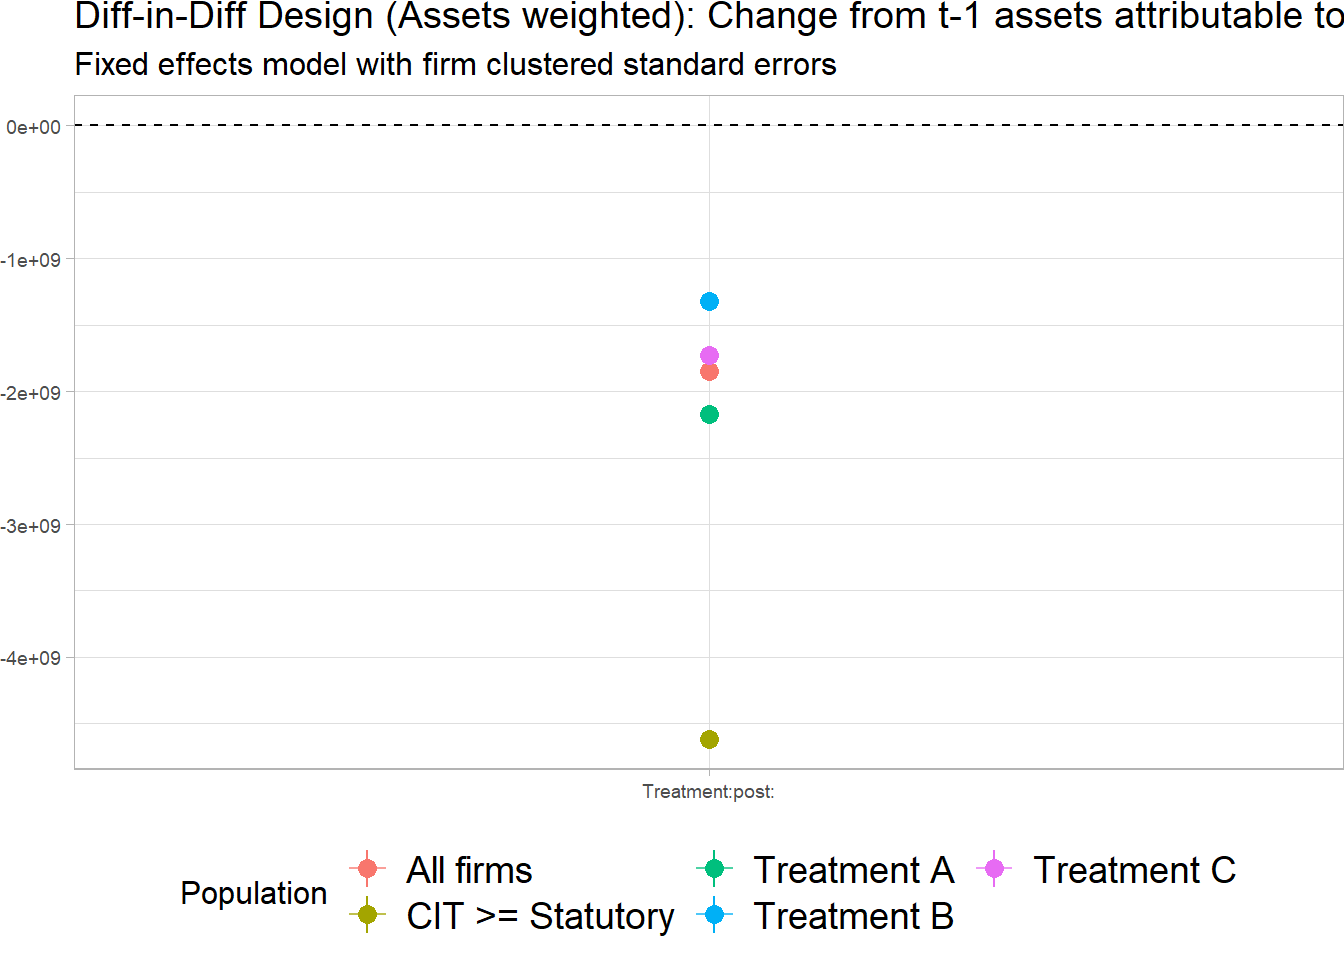 Diff-in-Diff Design (Assets weighted): Change from t-1 assets attributable to
Fixed effects model with firm clustered standard errors
0e+00
-1e+09
-2e+09
-3e+09
-4e+09
Treatment:post:
Population
All firms
CIT >= Statutory
Treatment A
Treatment B
Treatment C